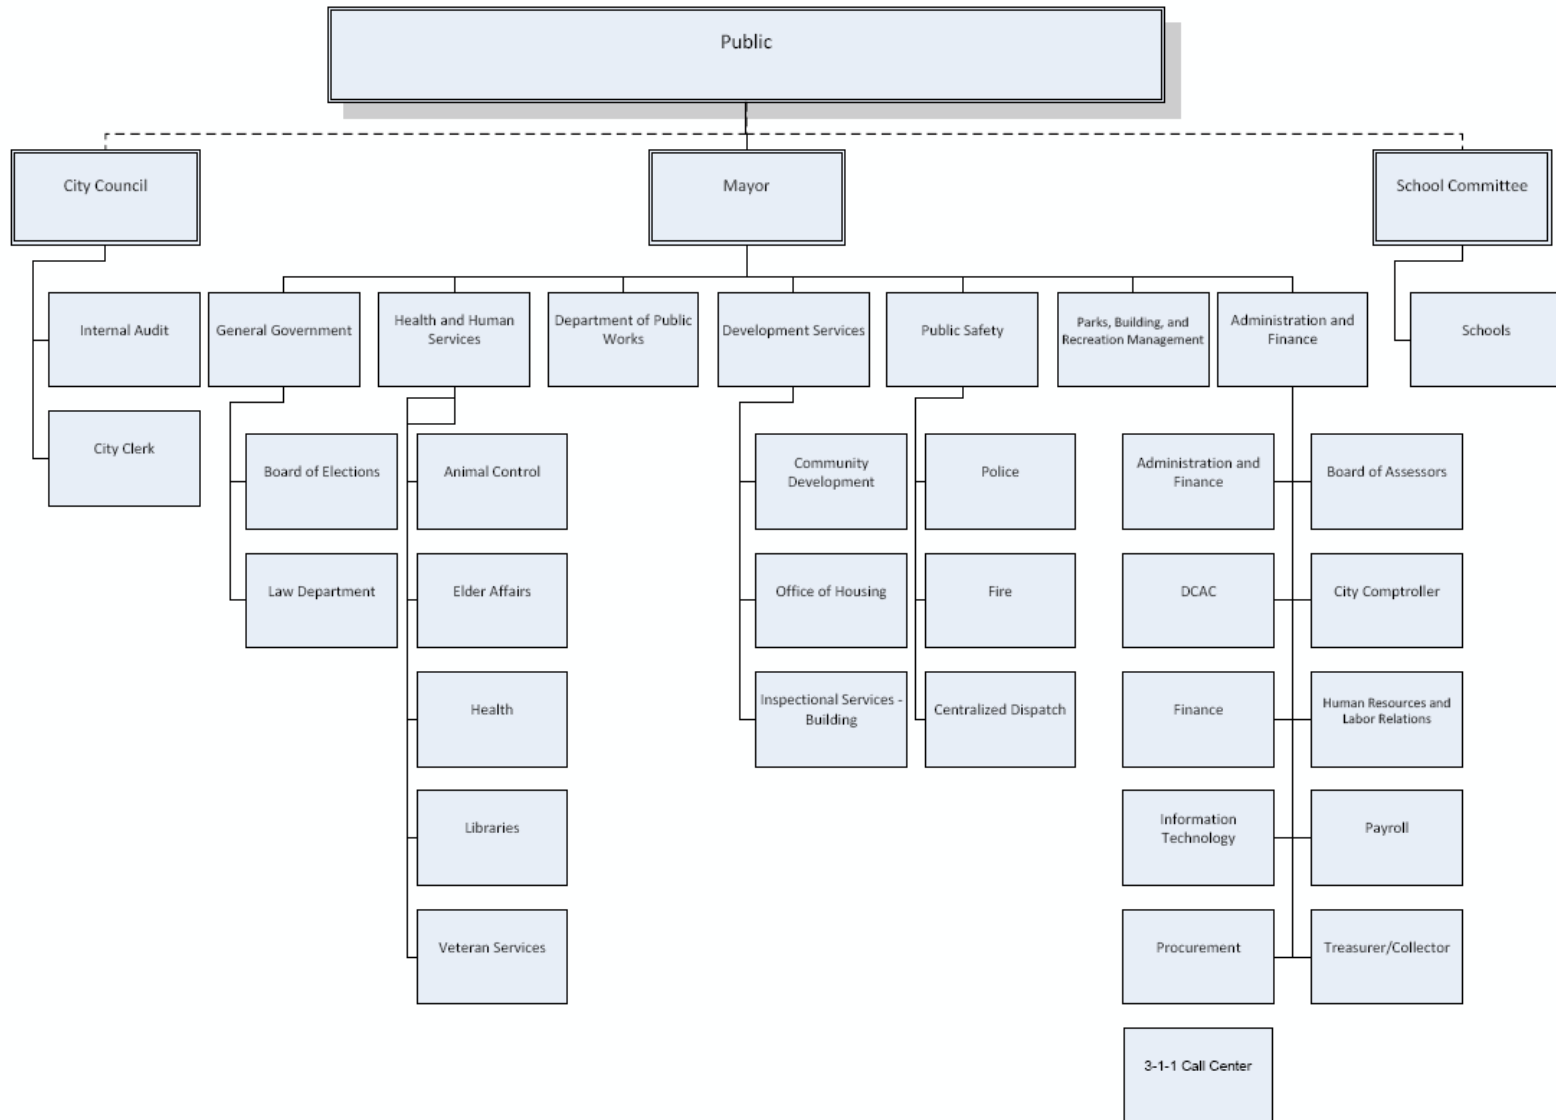 Public
City Council
Mayor
School Committee
Internal Audit
General Government
Health and Human
Services
Department of Public
Works
Development Services
Public Safety
Parks, Building, and
Recreation Management
Administration and
Finance
Schools
City Clerk
Board of Elections
Animal Control
Community
Development
Police
Administration and
Finance
Board of Assessors
Law Department
Elder Affairs
Office of Housing
Fire
DCAC
City Comptroller
Health
Inspectional Services -
Building
Centralized Dispatch
Finance
Human Resources and
Labor Relations
Libraries
Information
Technology
Payroll
Veteran Services
Procurement
Treasurer/Collector
3-1-1 Call Center